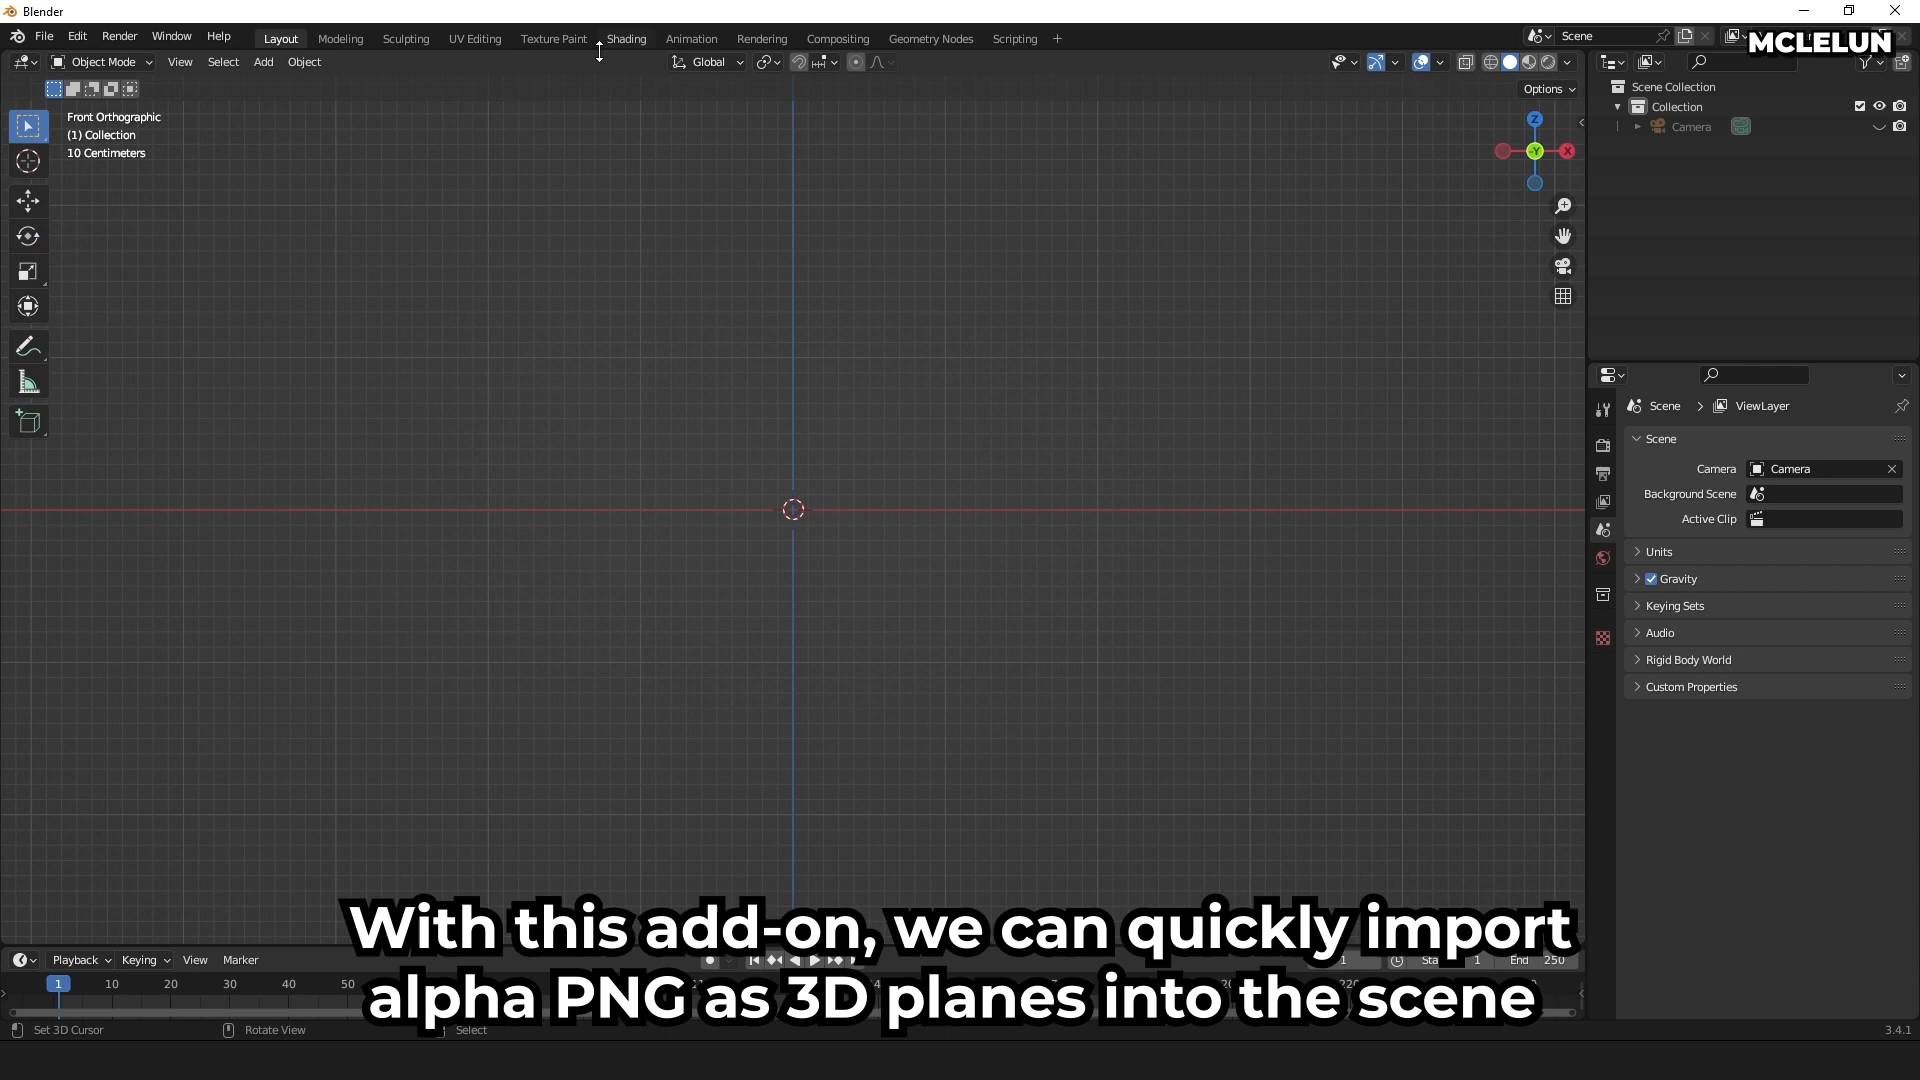 Blender
File Edit Render Window Help Layout Modeling Sculpting UV Editing Texture Paint Shading Animation Rendering Compositing Geometry Nodes Scripting + Scene
MCLELUN
Object Mode View Select Add Object Global
Options
Front Orthographic
(1) Collection
10 Centimeters
Z
-Y X
Scene Collection
Collection
Camera
Scene > ViewLayer
Scene
Camera Camera
Background Scene
Active Clip
Units
Gravity
Keying Sets
Audio
Rigid Body World
Custom Properties
With this add-on, we can quickly import
alpha PNG as 3D planes into the scene
Playback Keying View Marker 1 1 End 250
1 10 20 30 40 50
Set 3D Cursor Rotate View Select 3.4.1